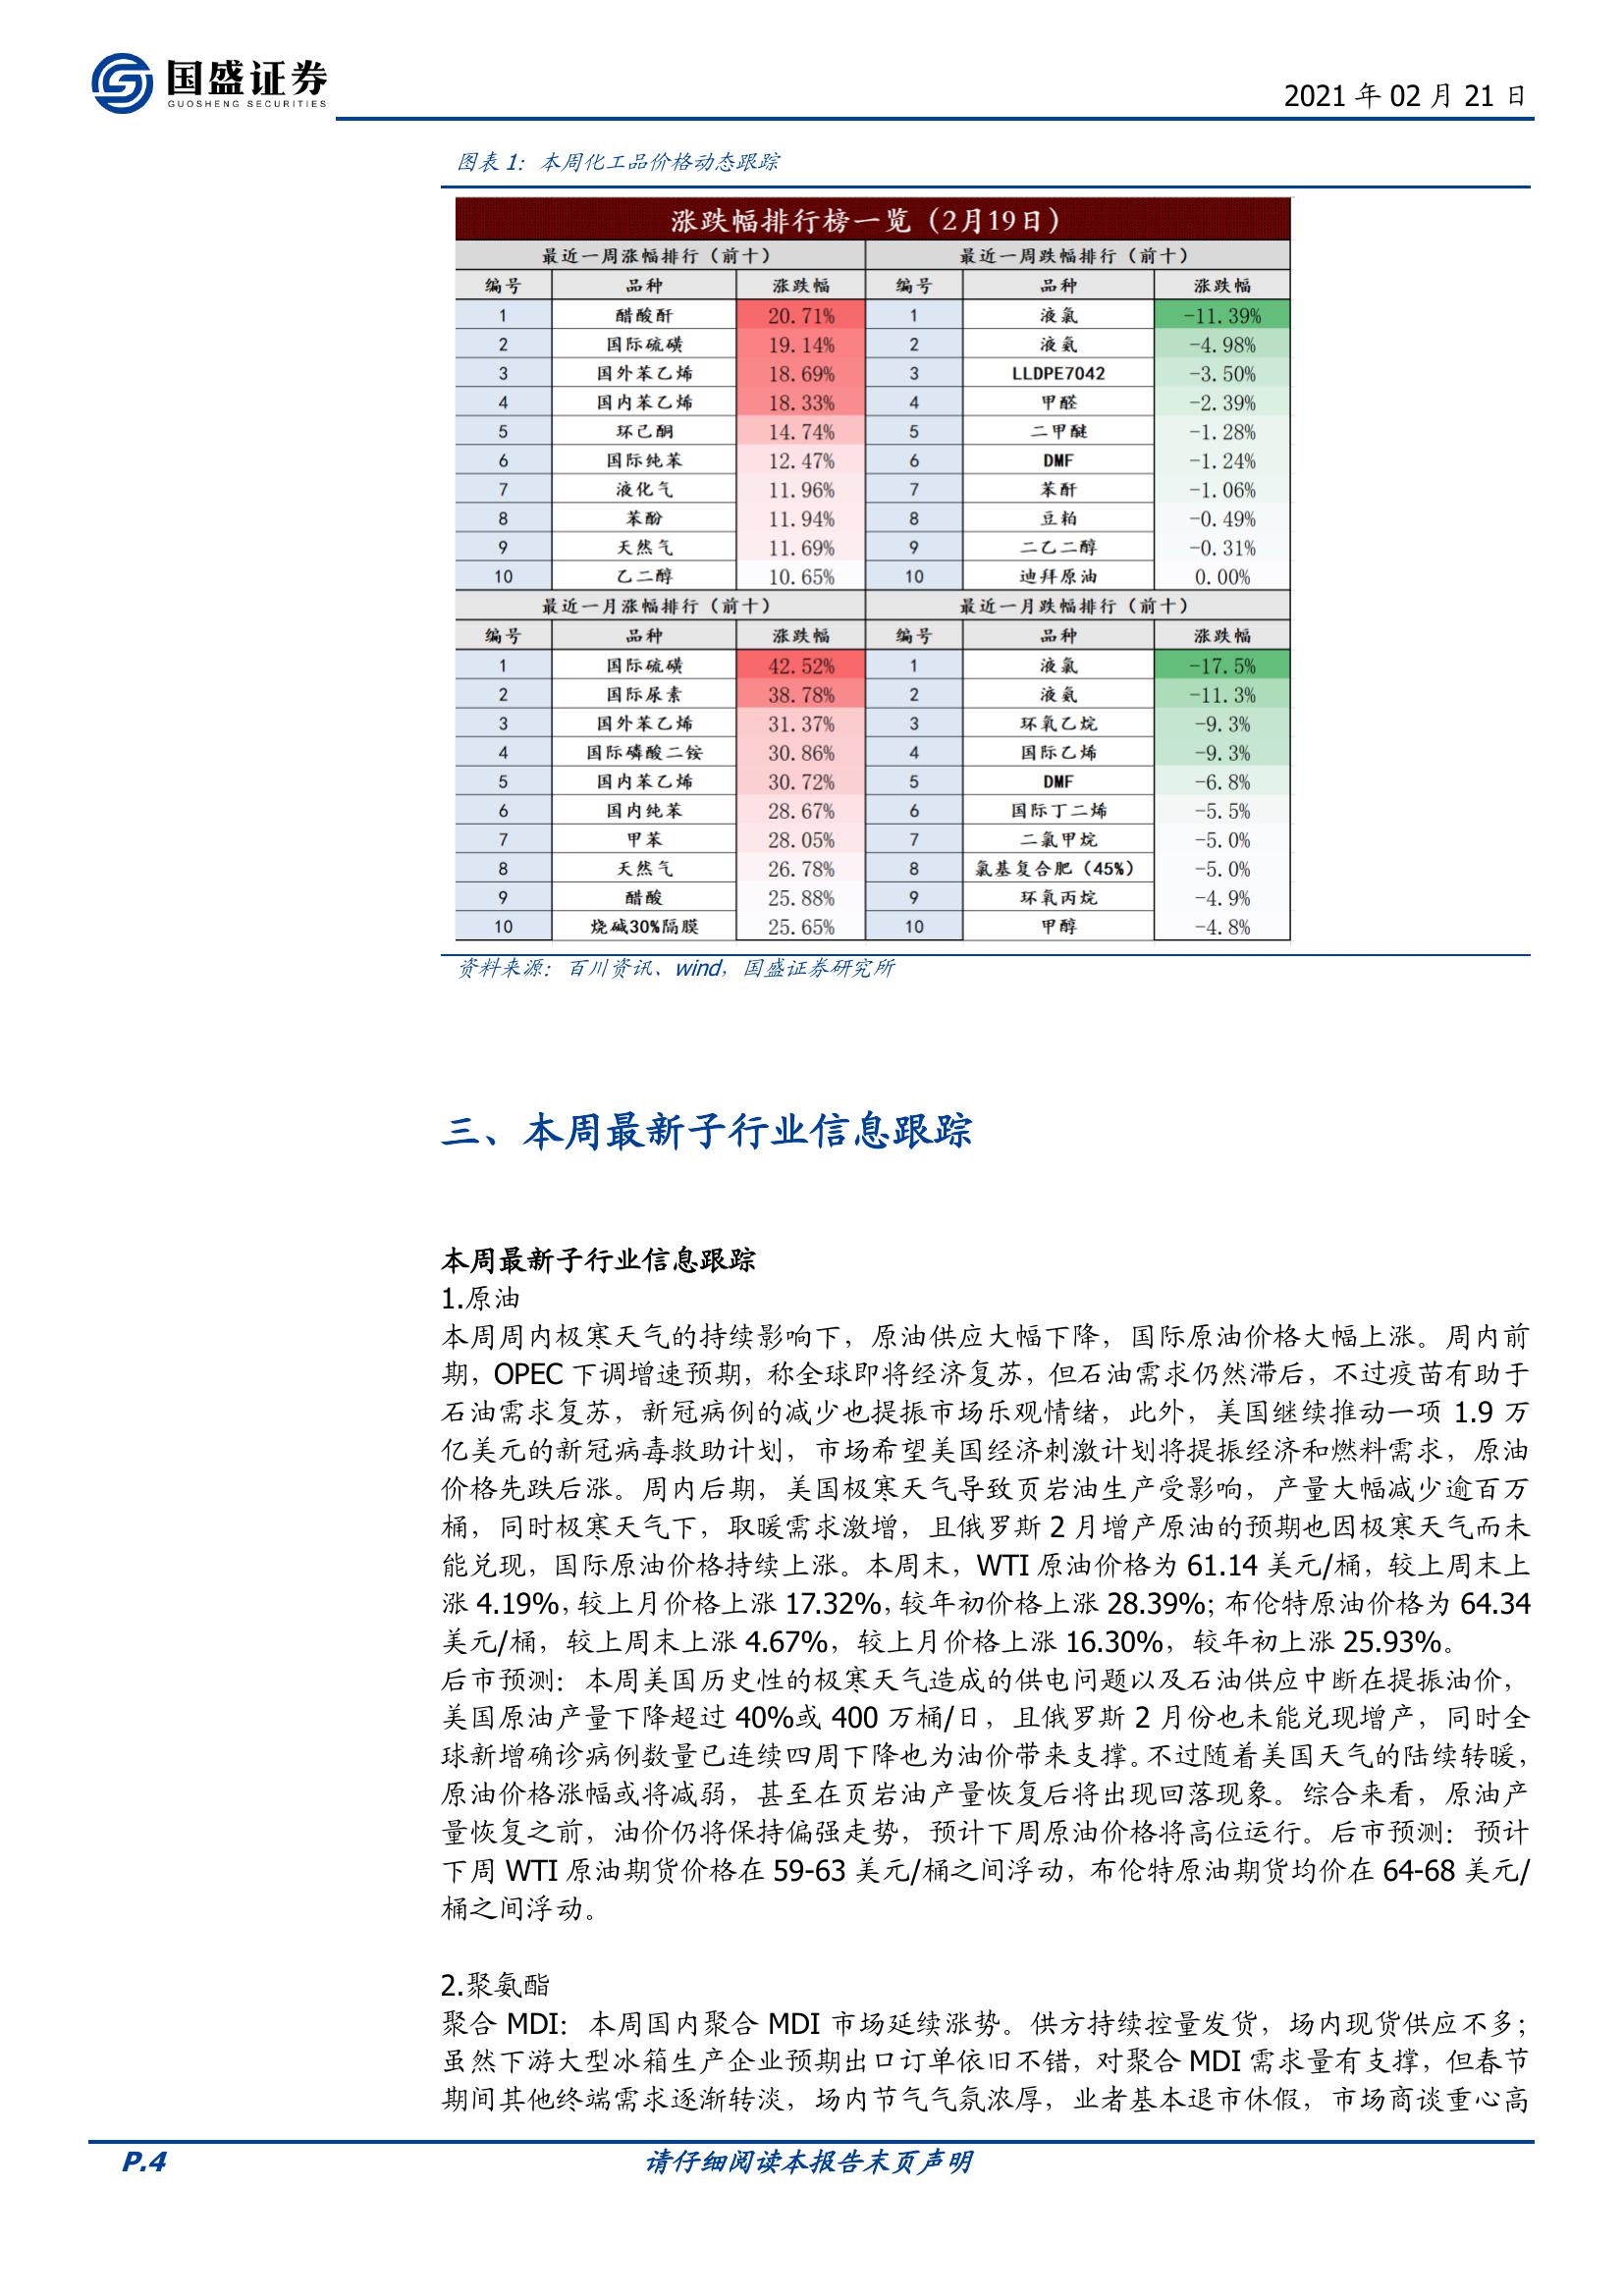 国盛证券
GUOSHENG SECURITIES
2021 年 02 月 21 日
图表 1：本周化工品价格动态跟踪
涨跌幅排行榜一览（2月19日）
最近一周涨幅排行（前十） 最近一周跌幅排行（前十）
编号 品种 涨跌幅 编号 品种 涨跌幅
1 醋酸酐 20.71% 1 液氯 -11.39%
2 国际硫磺 19.14% 2 液氨 -4.98%
3 国外苯乙烯 18.69% 3 LLDPE7042 -3.50%
4 国内苯乙烯 18.33% 4 甲醛 -2.39%
5 环己酮 14.74% 5 二甲醚 -1.28%
6 国际纯苯 12.47% 6 DMF -1.24%
7 液化气 11.96% 7 苯酐 -1.06%
8 苯酚 11.94% 8 豆粕 -0.49%
9 天然气 11.69% 9 二乙二醇 -0.31%
10 乙二醇 10.65% 10 迪拜原油 0.00%
最近一月涨幅排行（前十） 最近一月跌幅排行（前十）
编号 品种 涨跌幅 编号 品种 涨跌幅
1 国际硫磺 42.52% 1 液氯 -17.5%
2 国际尿素 38.78% 2 液氨 -11.3%
3 国外苯乙烯 31.37% 3 环氧乙烷 -9.3%
4 国际磷酸二铵 30.86% 4 国际乙烯 -9.3%
5 国内苯乙烯 30.72% 5 DMF -6.8%
6 国内纯苯 28.67% 6 国际丁二烯 -5.5%
7 甲苯 28.05% 7 二氯甲烷 -5.0%
8 天然气 26.78% 8 氯基复合肥（45%） -5.0%
9 醋酸 25.88% 9 环氧丙烷 -4.9%
10 烧碱30%隔膜 25.65% 10 甲醇 -4.8%
资料来源：百川资讯、wind，国盛证券研究所
三、本周最新子行业信息跟踪
本周最新子行业信息跟踪
1.原油
本周周内极寒天气的持续影响下，原油供应大幅下降，国际原油价格大幅上涨。周内前
期，OPEC 下调增速预期，称全球即将经济复苏，但石油需求仍然滞后，不过疫苗有助于
石油需求复苏，新冠病例的减少也提振市场乐观情绪，此外，美国继续推动一项 1.9 万
亿美元的新冠病毒救助计划，市场希望美国经济刺激计划将提振经济和燃料需求，原油
价格先跌后涨。周内后期，美国极寒天气导致页岩油生产受影响，产量大幅减少逾百万
桶，同时极寒天气下，取暖需求激增，且俄罗斯 2 月增产原油的预期也因极寒天气而未
能兑现，国际原油价格持续上涨。本周末，WTI 原油价格为 61.14 美元/桶，较上周末上
涨 4.19%，较上月价格上涨 17.32%，较年初价格上涨 28.39%；布伦特原油价格为 64.34
美元/桶，较上周末上涨 4.67%，较上月价格上涨 16.30%，较年初上涨 25.93%。
后市预测：本周美国历史性的极寒天气造成的供电问题以及石油供应中断在提振油价，
美国原油产量下降超过 40%或 400 万桶/日，且俄罗斯 2 月份也未能兑现增产，同时全
球新增确诊病例数量已连续四周下降也为油价带来支撑。不过随着美国天气的陆续转暖，
原油价格涨幅或将减弱，甚至在页岩油产量恢复后将出现回落现象。综合来看，原油产
量恢复之前，油价仍将保持偏强走势，预计下周原油价格将高位运行。后市预测：预计
下周 WTI 原油期货价格在 59-63 美元/桶之间浮动，布伦特原油期货均价在 64-68 美元/
桶之间浮动。
2.聚氨酯
聚合 MDI：本周国内聚合 MDI 市场延续涨势。供方持续控量发货，场内现货供应不多；
虽然下游大型冰箱生产企业预期出口订单依旧不错，对聚合 MDI 需求量有支撑，但春节
期间其他终端需求逐渐转淡，场内节气气氛浓厚，业者基本退市休假，市场商谈重心高
P.4
请仔细阅读本报告末页声明